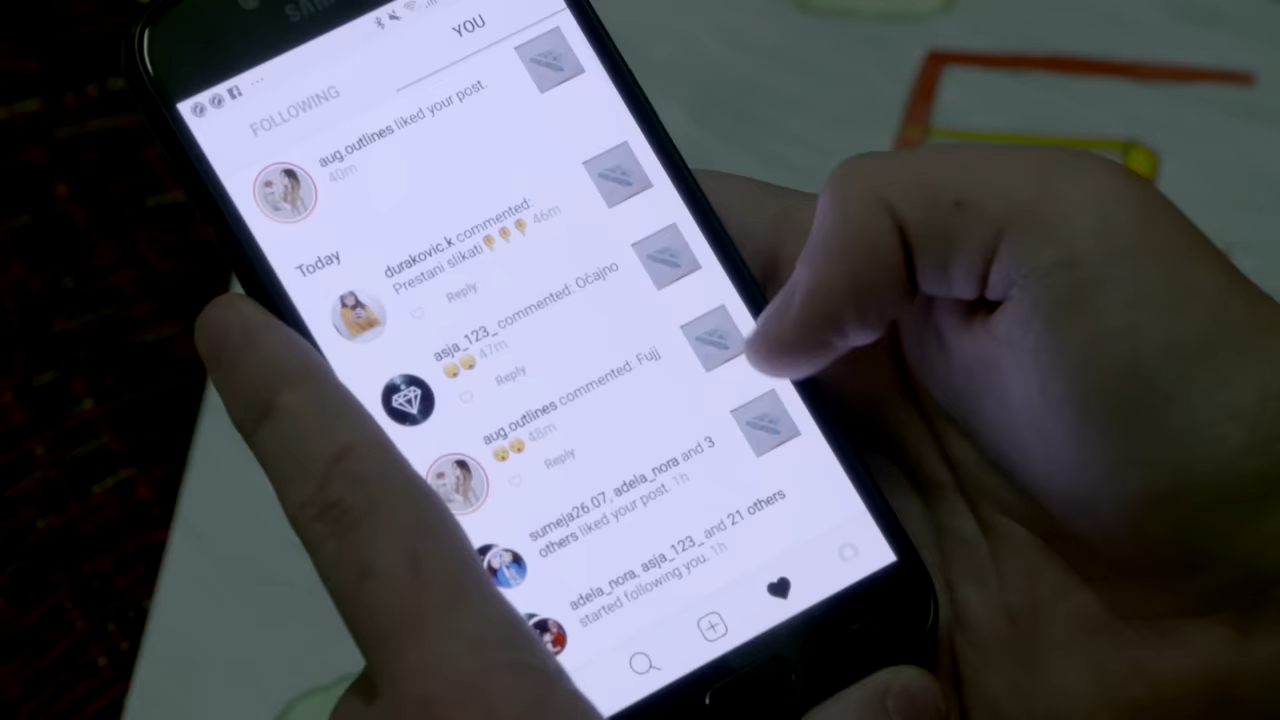 SAMSUNG
YOU
FOLLOWING
aug.outlines liked your post.
40m
Today
durakovic.k commented:
Prestani slikati👎👎👎 46m
Reply
asja_123_ commented: Očajno
47m
Reply
aug.outlines commented: Fujj
48m
Reply
sumeja26.07, adela_nora and 3
others liked your post. 1h
adela_nora, asja_123_ and 21 others
started following you. 1h